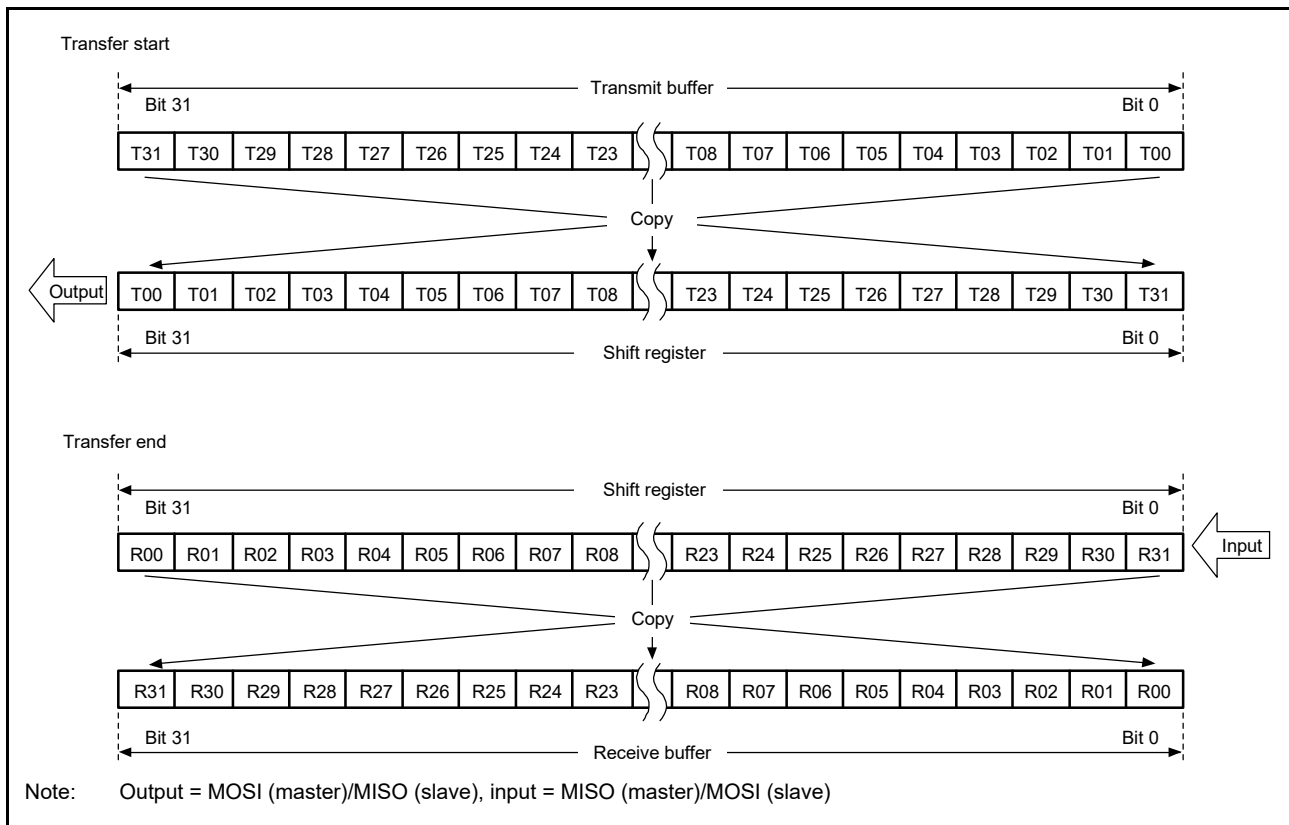 Transfer start
Transmit buffer
Bit 31 Bit 0
T31 T30 T29 T28 T27 T26 T25 T24 T23 T08 T07 T06 T05 T04 T03 T02 T01 T00
Copy
Output T00 T01 T02 T03 T04 T05 T06 T07 T08 T23 T24 T25 T26 T27 T28 T29 T30 T31
Bit 31 Bit 0
Shift register
Transfer end
Shift register
Bit 31 Bit 0
R00 R01 R02 R03 R04 R05 R06 R07 R08 R23 R24 R25 R26 R27 R28 R29 R30 R31 Input
Copy
R31 R30 R29 R28 R27 R26 R25 R24 R23 R08 R07 R06 R05 R04 R03 R02 R01 R00
Bit 31 Bit 0
Receive buffer
Note: Output = MOSI (master)/MISO (slave), input = MISO (master)/MOSI (slave)